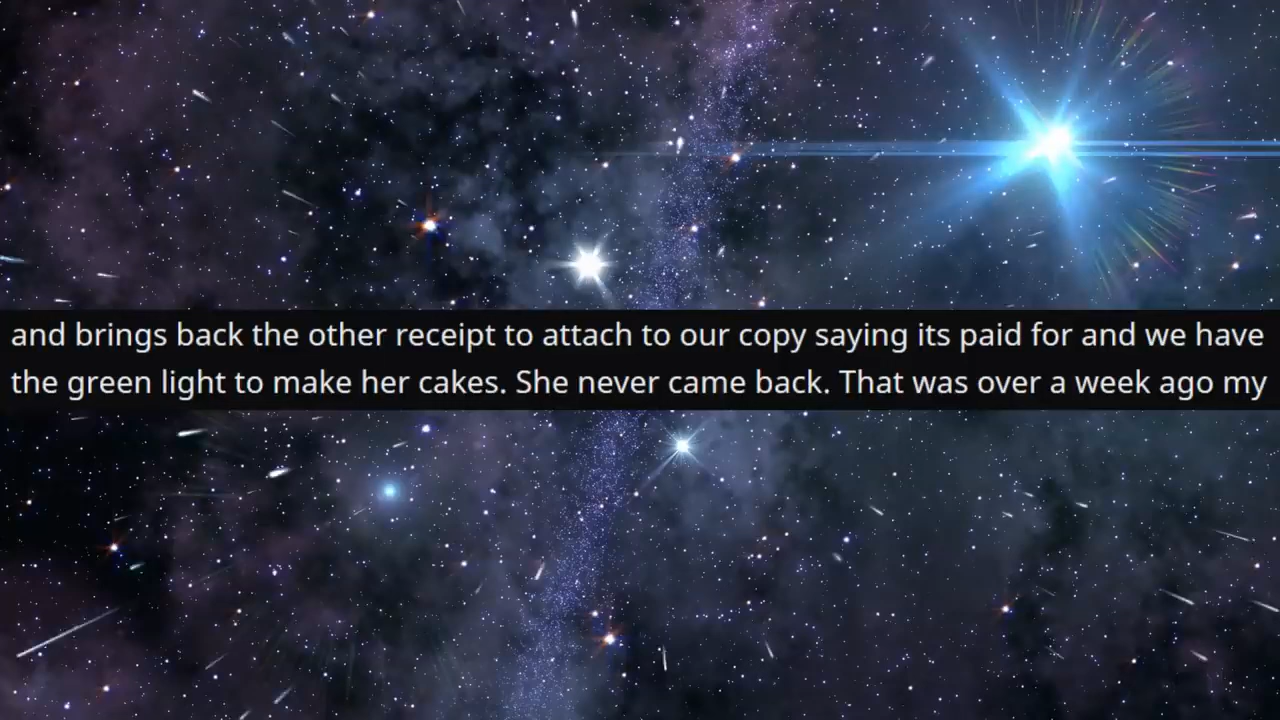 and brings back the other receipt to attach to our copy saying its paid for and we have
the green light to make her cakes. She never came back. That was over a week ago my